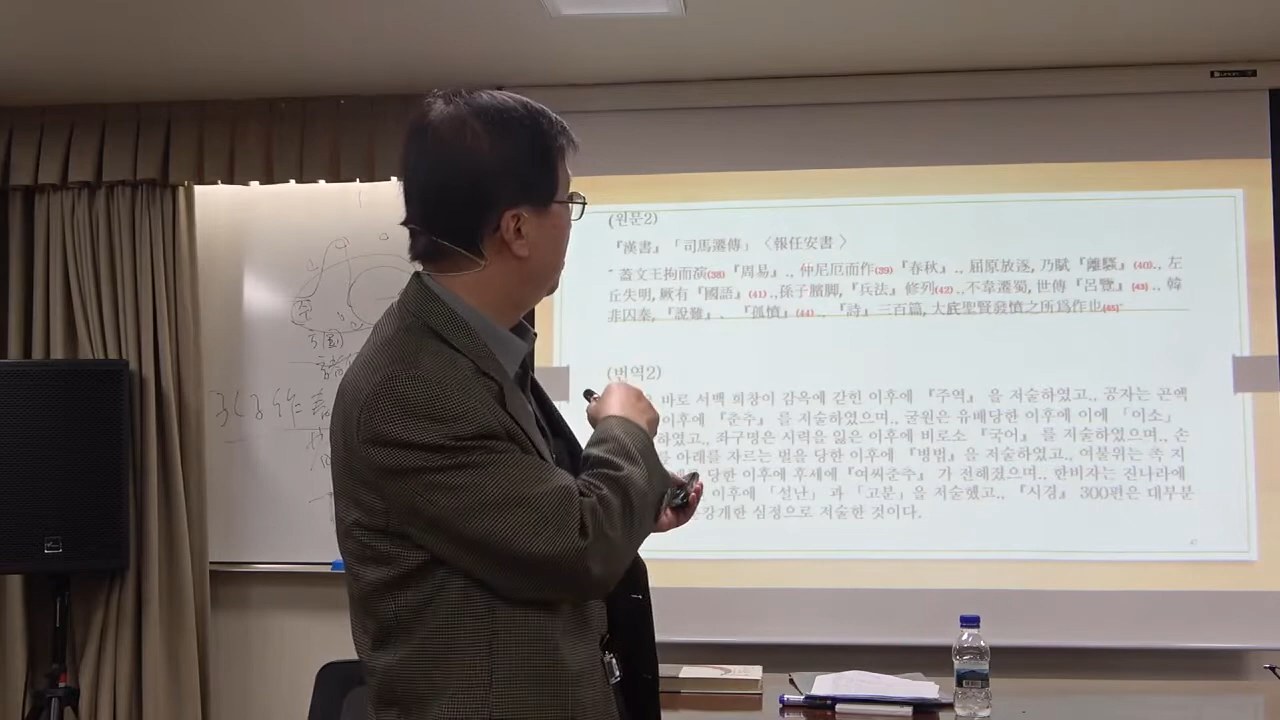 (원문2)
『漢書』「司馬遷傳」〈報任安書 〉
蓋文王拘而演(38)『周易』., 仲尼厄而作(39)『春秋』., 屈原放逐, 乃賦『離騷』(40)., 左
丘失明, 厥有『國語』(41)., 孫子臏脚,『兵法』修列(42)., 不韋遷蜀, 世傳『呂覽』(43)., 韓
非囚秦,『說難』、『孤憤』(44).,『詩』三百篇, 大底聖賢發憤之所爲作也(45)
(번역2)
바로 서백 희창이 감옥에 갇힌 이후에 『주역』을 저술하였고., 공자는 곤액
이후에 『춘추』를 저술하였으며., 굴원은 유배당한 이후에 이에 「이소」
하였고., 좌구명은 시력을 잃은 이후에 비로소 『국어』를 저술하였으며., 손
를 아래를 자르는 벌을 당한 이후에 『병법』을 저술하였고., 여불위는 촉 지
당한 이후에 후세에 『여씨춘추』가 전해졌으며., 한비자는 진나라에
이후에 「설난」과 「고분」을 저술했고., 『시경』 300편은 대부분
강개한 심정으로 저술한 것이다.
47